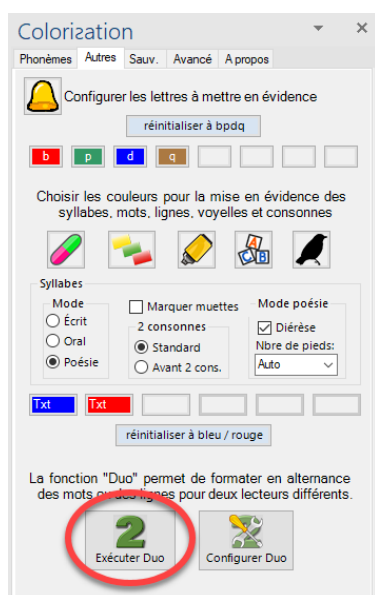 Colorization
Phonèmes Autres Sauv. Avancé A propos
Configurer les lettres à mettre en évidence
réinitialiser à bpdq
b p d q
Choisir les couleurs pour la mise en évidence des
syllabes, mots, lignes, voyelles et consonnes
A C B
Syllabes
Mode Marquer muettes Mode poésie
Écrit 2 consonnes Diérèse
Oral Standard Nbre de pieds:
Poésie Avant 2 cons. Auto
Txt Txt
réinitialiser à bleu / rouge
La fonction "Duo" permet de formater en alternance
des mots ou des lignes pour deux lecteurs différents.
2
Exécuter Duo Configurer Duo